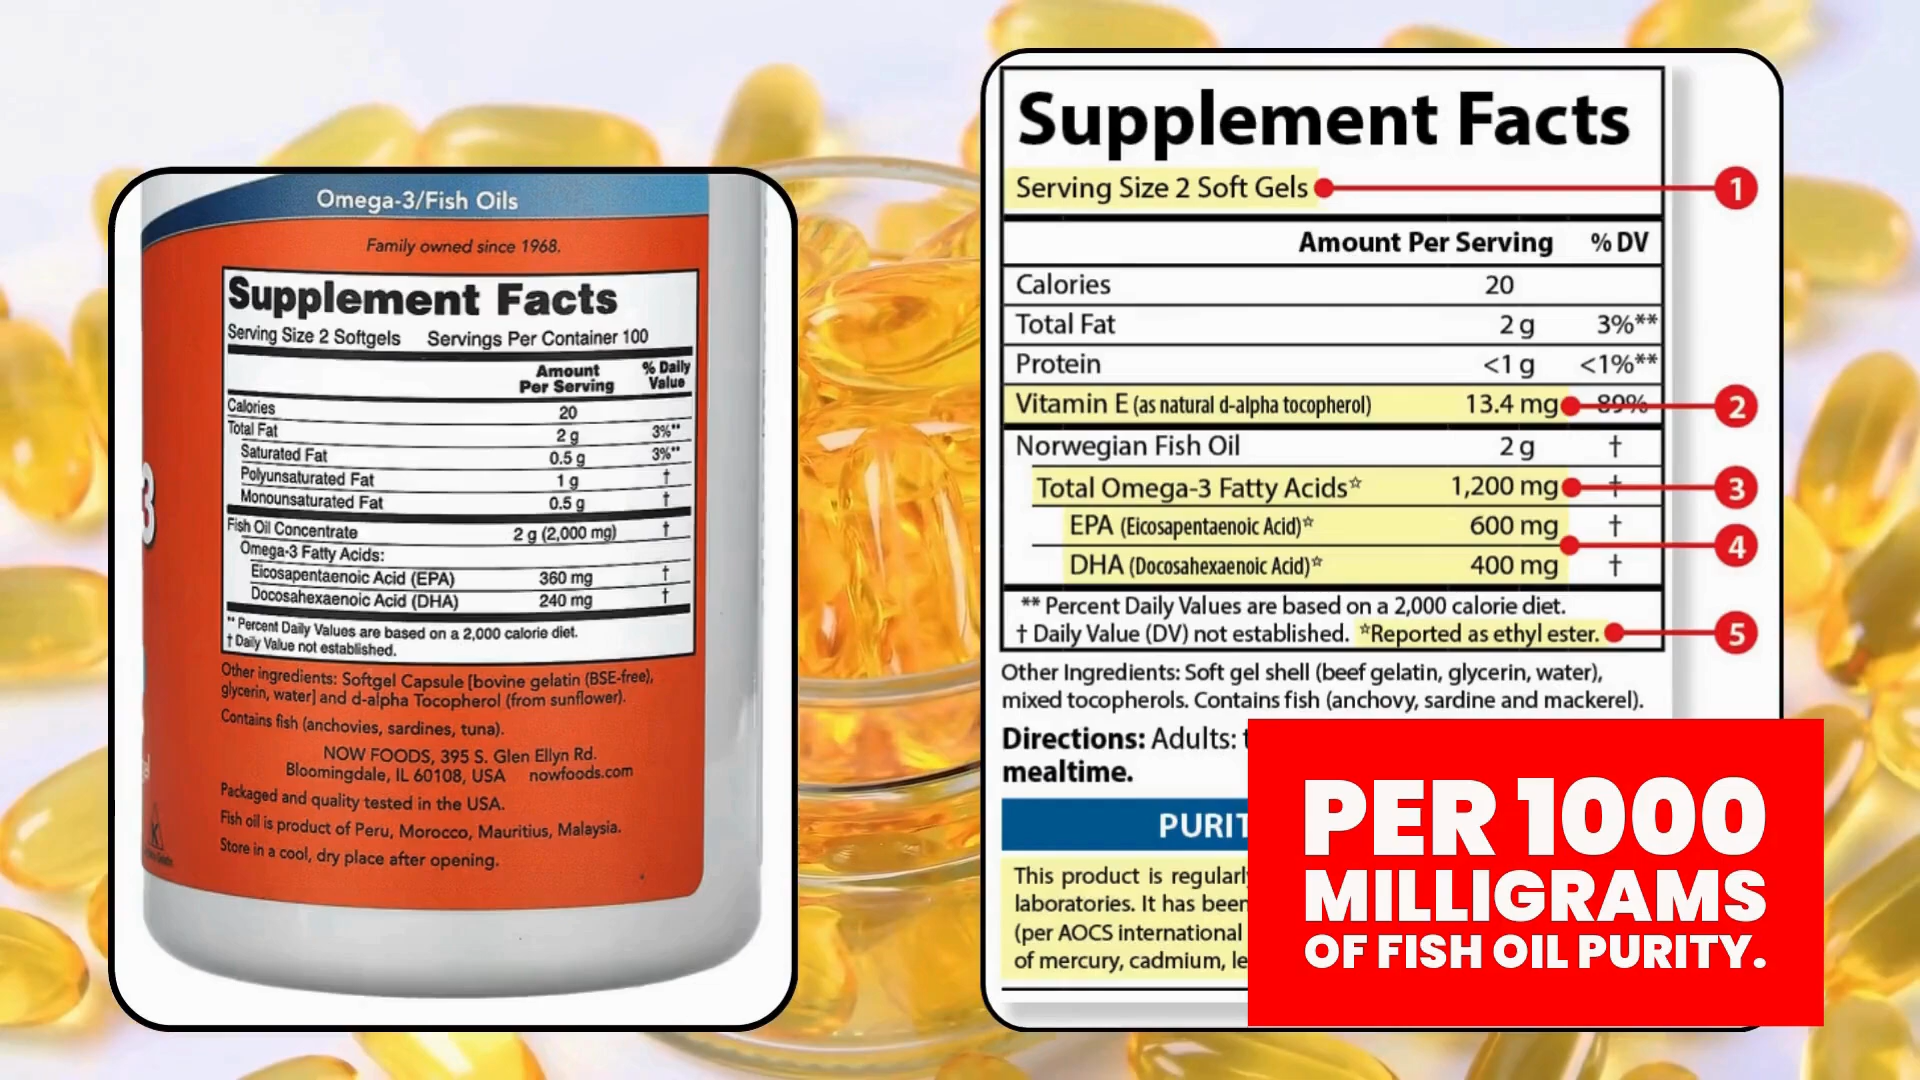 Omega-3/Fish Oils
Family owned since 1968.
Supplement Facts
Serving Size 2 Softgels Servings Per Container 100
Amount Per Serving % Daily Value
Calories 20
Total Fat 2 g 3%**
Saturated Fat 0.5 g 3%**
Polyunsaturated Fat 1 g †
Monounsaturated Fat 0.5 g †
Fish Oil Concentrate 2 g (2,000 mg) †
Omega-3 Fatty Acids:
Eicosapentaenoic Acid (EPA) 360 mg †
Docosahexaenoic Acid (DHA) 240 mg †
** Percent Daily Values are based on a 2,000 calorie diet.
† Daily Value not established.
Other ingredients: Softgel Capsule [bovine gelatin (BSE-free),
glycerin, water] and d-alpha Tocopherol (from sunflower).
Contains fish (anchovies, sardines, tuna).
NOW FOODS, 395 S. Glen Ellyn Rd.
Bloomingdale, IL 60108, USA nowfoods.com
Packaged and quality tested in the USA.
Fish oil is product of Peru, Morocco, Mauritius, Malaysia.
Store in a cool, dry place after opening.
3
K
Supplement Facts
Serving Size 2 Soft Gels 1
Amount Per Serving % DV
Calories 20
Total Fat 2 g 3%**
Protein <1 g <1%**
Vitamin E (as natural d-alpha tocopherol) 13.4 mg 89% 2
Norwegian Fish Oil 2 g †
Total Omega-3 Fatty Acids☆ 1,200 mg † 3
EPA (Eicosapentaenoic Acid)☆ 600 mg †
4
DHA (Docosahexaenoic Acid)☆ 400 mg †
** Percent Daily Values are based on a 2,000 calorie diet.
† Daily Value (DV) not established. ☆Reported as ethyl ester. 5
Other Ingredients: Soft gel shell (beef gelatin, glycerin, water),
mixed tocopherols. Contains fish (anchovy, sardine and mackerel).
Directions: Adults:
mealtime.
PURIT
This product is regularly
laboratories. It has been
(per AOCS international
of mercury, cadmium, le
PER 1000
MILLIGRAMS
OF FISH OIL PURITY.